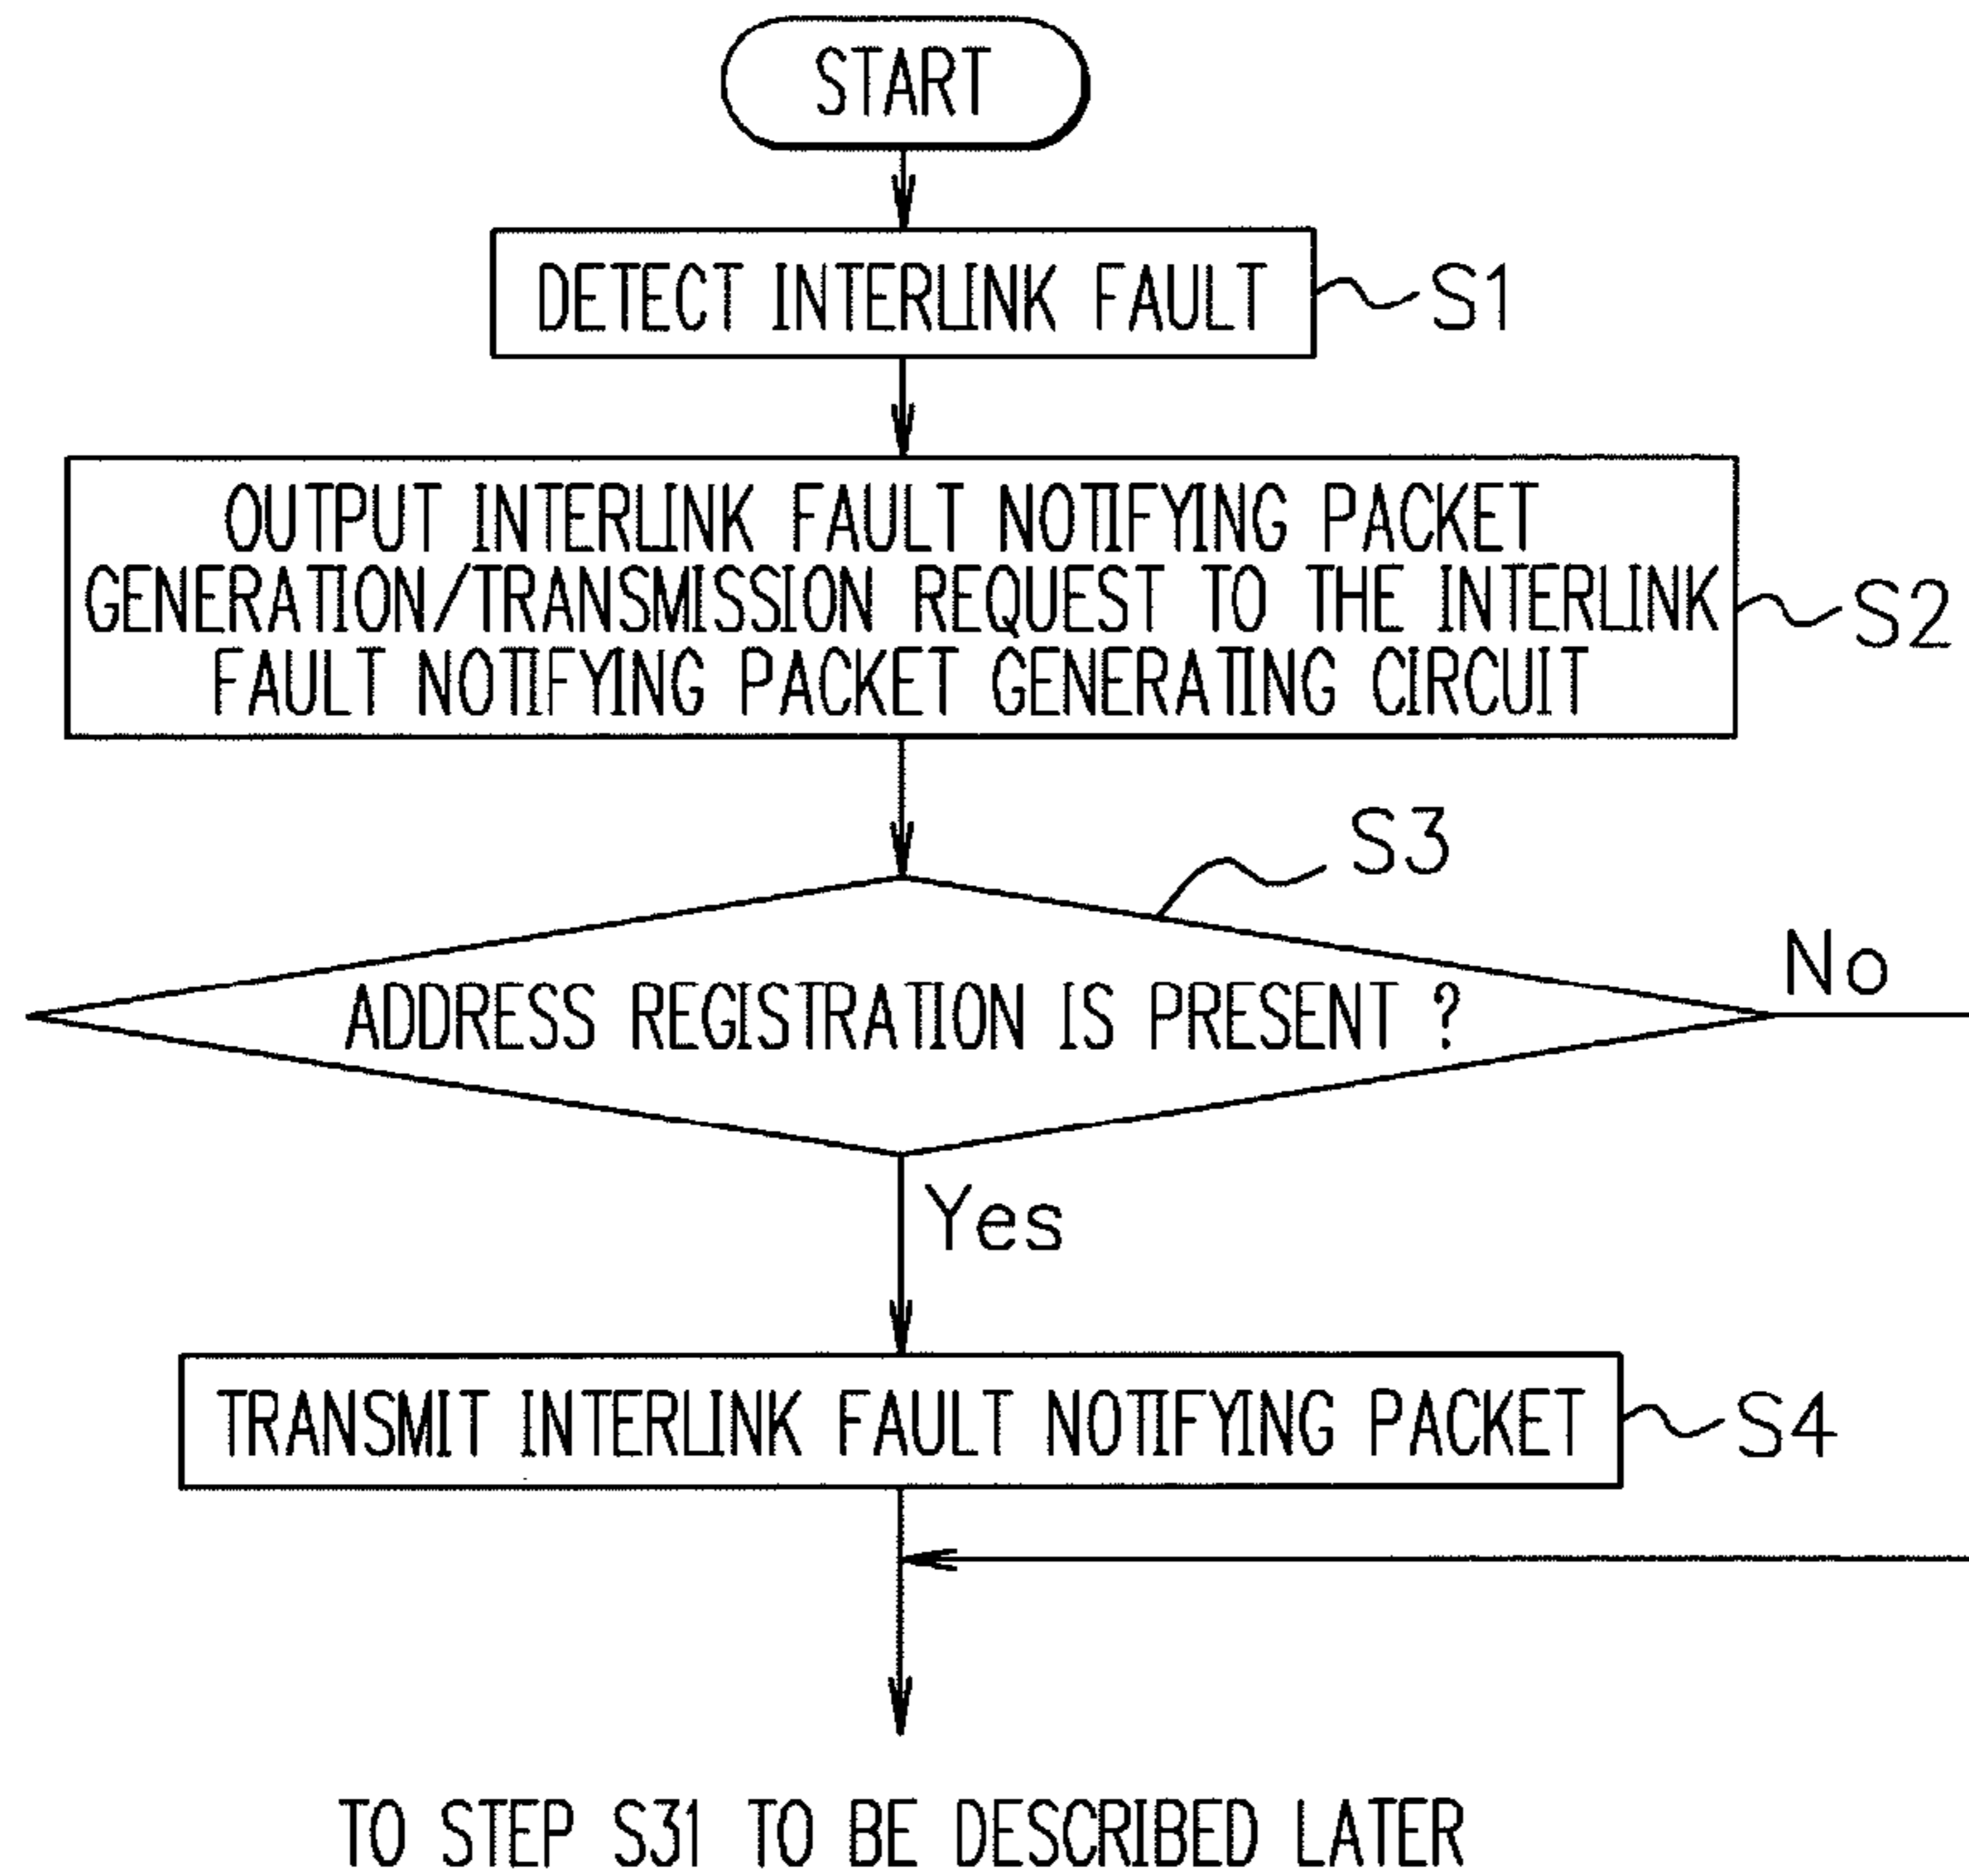 START
DETECT INTERLINK FAULT
S1
OUTPUT INTERLINK FAULT NOTIFYING PACKET
GENERATION/TRANSMISSION REQUEST TO THE INTERLINK
FAULT NOTIFYING PACKET GENERATING CIRCUIT
S2
S3
ADDRESS REGISTRATION IS PRESENT ?
No
Yes
TRANSMIT INTERLINK FAULT NOTIFYING PACKET
S4
TO STEP S31 TO BE DESCRIBED LATER